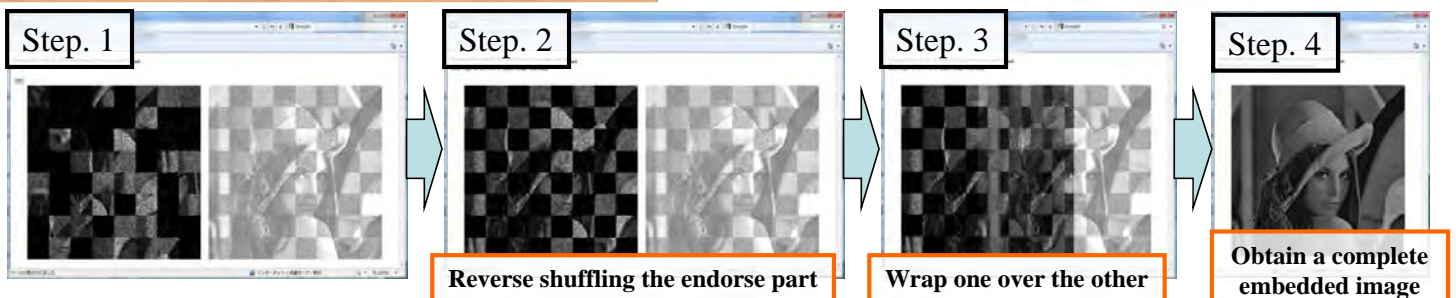 Step. 1
Step. 2
Step. 3
Step. 4
Reverse shuffling the endorse part
Wrap one over the other
Obtain a complete
embedded image